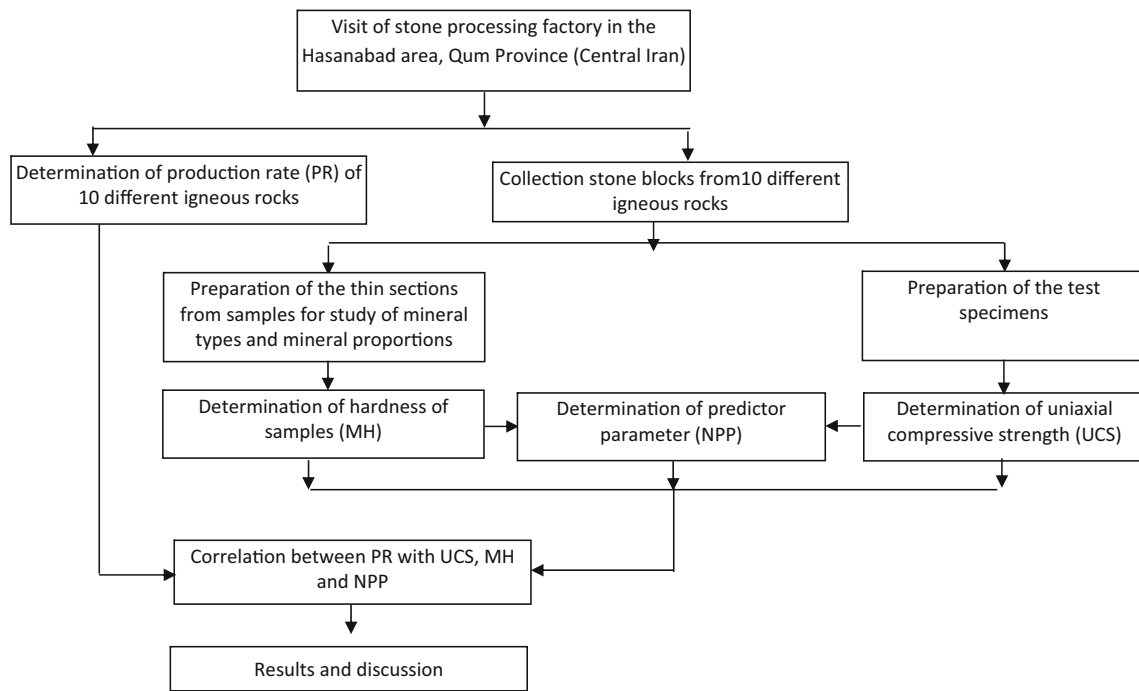 Visit of stone processing factory in the
Hasanabad area, Qum Province (Central Iran)
Determination of production rate (PR) of
10 different igneous rocks
Collection stone blocks from10 different
igneous rocks
Preparation of the thin sections
from samples for study of mineral
types and mineral proportions
Preparation of the test
specimens
Determination of hardness of
samples (MH)
Determination of predictor
parameter (NPP)
Determination of uniaxial
compressive strength (UCS)
Correlation between PR with UCS, MH
and NPP
Results and discussion